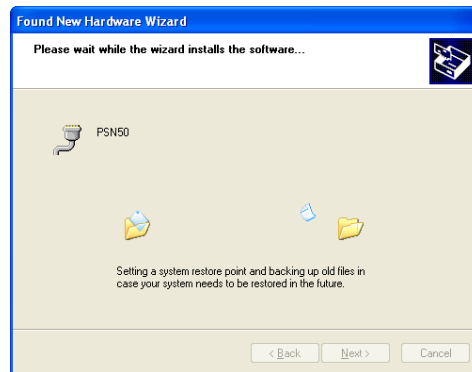 Found New Hardware Wizard
Please wait while the wizard installs the software...
PSN50
Setting a system restore point and backing up old files in
case your system needs to be restored in the future.
< Back Next > Cancel